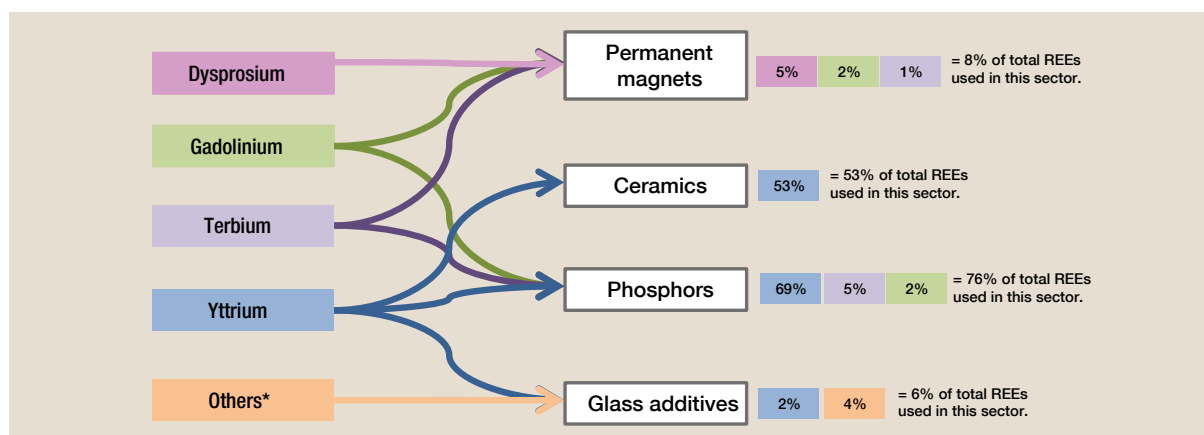 Dysprosium
Gadolinium
Terbium
Yttrium
Others*
Permanent
magnets
5% 2% 1%
= 8% of total REEs
used in this sector.
Ceramics
53%
= 53% of total REEs
used in this sector.
Phosphors
69% 5% 2%
= 76% of total REEs
used in this sector.
Glass additives
2% 4%
= 6% of total REEs
used in this sector.